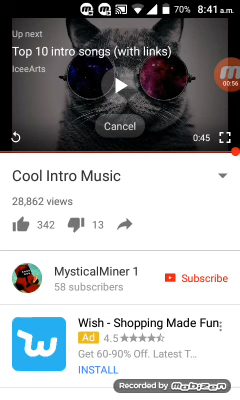 70% 8:41 a.m.
Up next
Top 10 intro songs (with links)
IceeArts
00:56
Cancel
0:45
Cool Intro Music
28,862 views
342 13
MysticalMiner 1
58 subscribers
Subscribe
Wish - Shopping Made Fun
Ad 4.5
Get 60-90% Off. Latest T...
INSTALL
Recorded by Mobizen